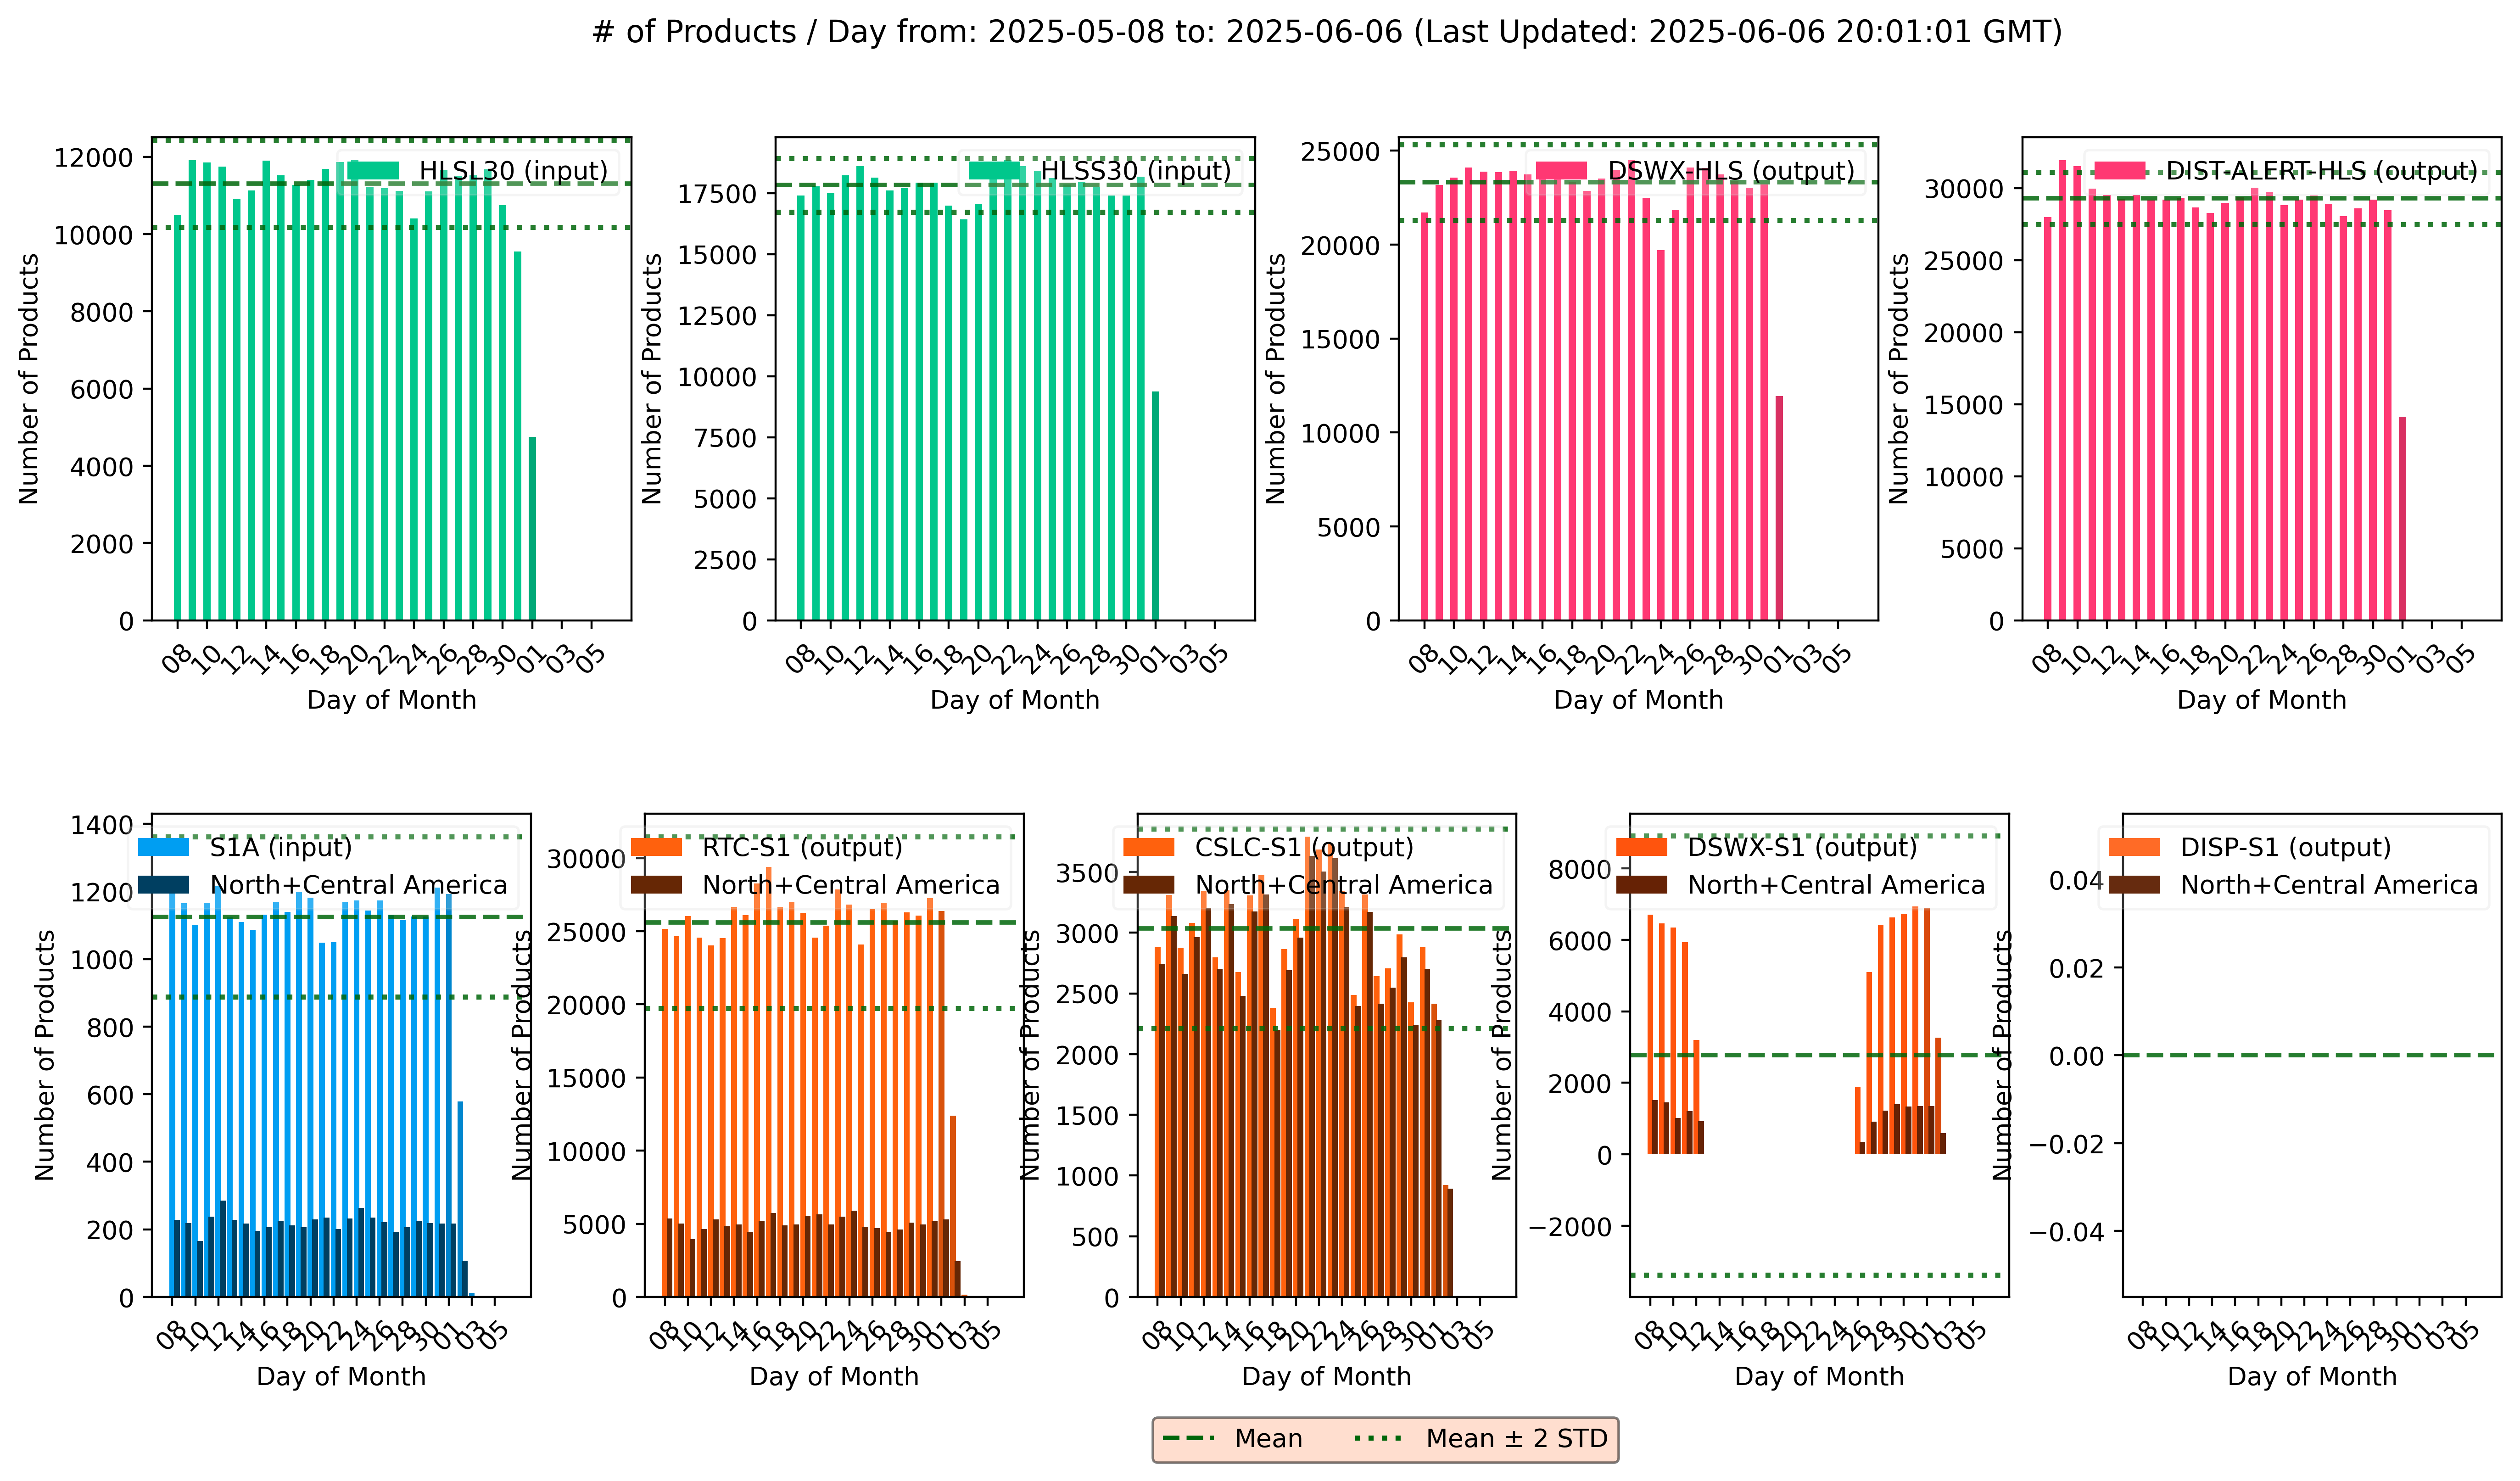 # of Products / Day from: 2025-05-08 to: 2025-06-06 (Last Updated: 2025-06-06 20:01:01 GMT)
HLSL30 (input)
Number of Products
12000
10000
8000
6000
4000
2000
0
08 10 12 14 16 18 20 22 24 26 28 30 01 03 05
Day of Month
HLSS30 (input)
Number of Products
17500
15000
12500
10000
7500
5000
2500
0
08 10 12 14 16 18 20 22 24 26 28 30 01 03 05
Day of Month
DSWX-HLS (output)
Number of Products
25000
20000
15000
10000
5000
0
08 10 12 14 16 18 20 22 24 26 28 30 01 03 05
Day of Month
DIST-ALERT-HLS (output)
Number of Products
30000
25000
20000
15000
10000
5000
0
08 10 12 14 16 18 20 22 24 26 28 30 01 03 05
Day of Month
S1A (input)
North+Central America
Number of Products
1400
1200
1000
800
600
400
200
0
08 10 12 14 16 18 20 22 24 26 28 30 01 03 05
Day of Month
RTC-S1 (output)
North+Central America
Number of Products
30000
25000
20000
15000
10000
5000
0
08 10 12 14 16 18 20 22 24 26 28 30 01 03 05
Day of Month
CSLC-S1 (output)
North+Central America
Number of Products
3500
3000
2500
2000
1500
1000
500
0
08 10 12 14 16 18 20 22 24 26 28 30 01 03 05
Day of Month
DSWX-S1 (output)
North+Central America
Number of Products
8000
6000
4000
2000
0
−2000
08 10 12 14 16 18 20 22 24 26 28 30 01 03 05
Day of Month
DISP-S1 (output)
North+Central America
Number of Products
0.04
0.02
0.00
−0.02
−0.04
08 10 12 14 16 18 20 22 24 26 28 30 01 03 05
Day of Month
Mean
Mean ± 2 STD